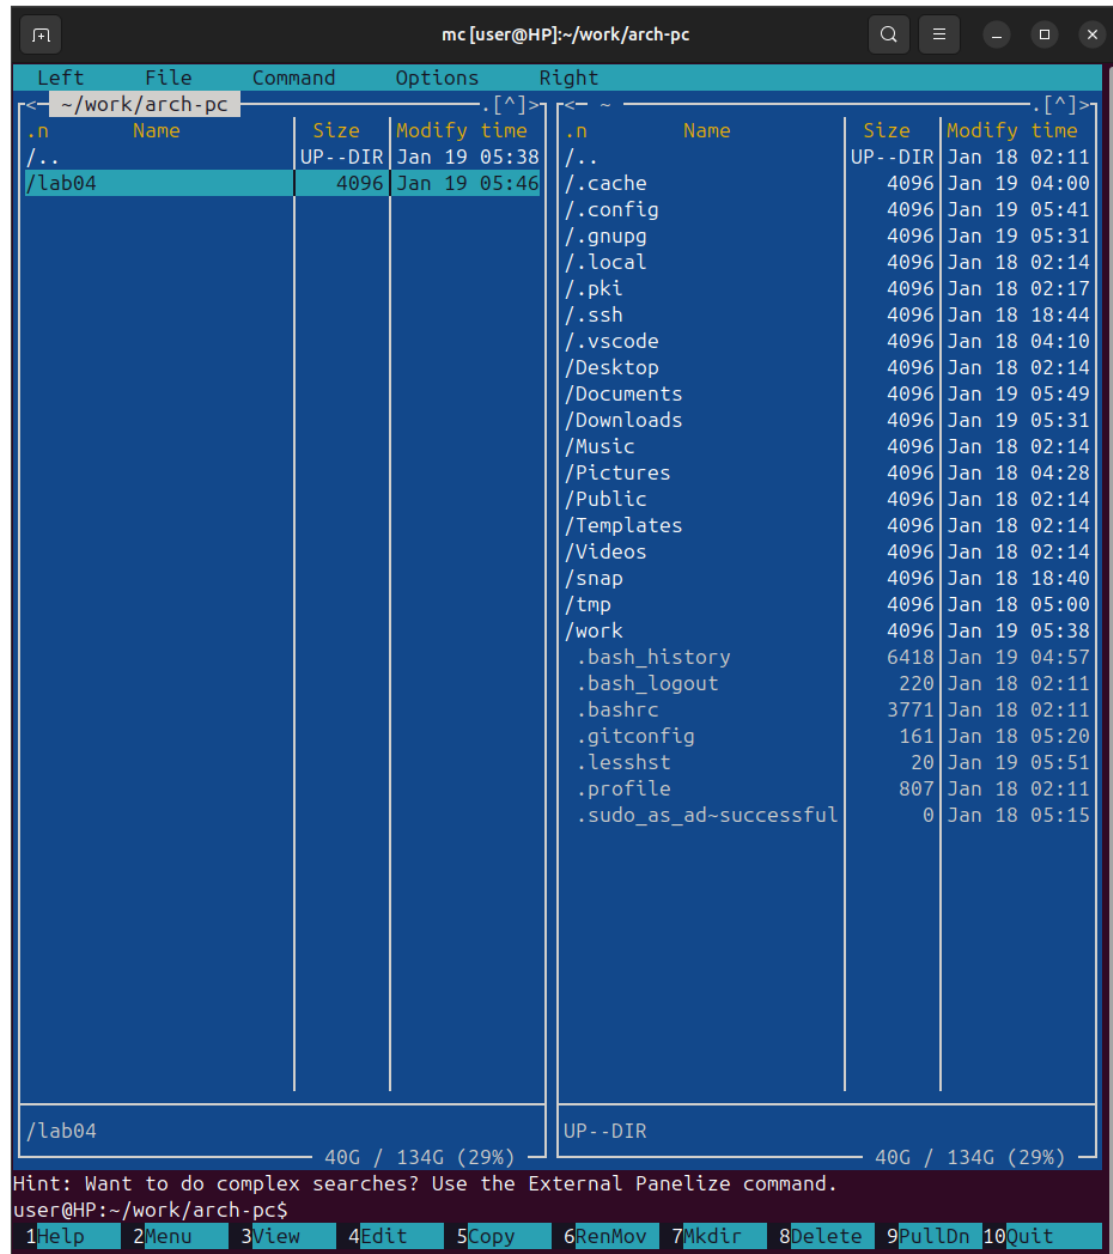 mc [user@HP]:~/work/arch-pc
Left File Command Options Right
<─ ~/work/arch-pc ─.[^]> <─ ~ ─.[^]>
.n Name Size Modify time .n Name Size Modify time
/.. UP--DIR Jan 19 05:38 /.. UP--DIR Jan 18 02:11
/lab04 4096 Jan 19 05:46 /.cache 4096 Jan 19 04:00
/.config 4096 Jan 19 05:41
/.gnupg 4096 Jan 19 05:31
/.local 4096 Jan 18 02:14
/.pki 4096 Jan 18 02:17
/.ssh 4096 Jan 18 18:44
/.vscode 4096 Jan 18 04:10
/Desktop 4096 Jan 18 02:14
/Documents 4096 Jan 19 05:49
/Downloads 4096 Jan 19 05:31
/Music 4096 Jan 18 02:14
/Pictures 4096 Jan 18 04:28
/Public 4096 Jan 18 02:14
/Templates 4096 Jan 18 02:14
/Videos 4096 Jan 18 02:14
/snap 4096 Jan 18 18:40
/tmp 4096 Jan 18 05:00
/work 4096 Jan 19 05:38
.bash_history 6418 Jan 19 04:57
.bash_logout 220 Jan 18 02:11
.bashrc 3771 Jan 18 02:11
.gitconfig 161 Jan 18 05:20
.lesshst 20 Jan 19 05:51
.profile 807 Jan 18 02:11
.sudo_as_ad~successful 0 Jan 18 05:15
/lab04 UP--DIR
40G / 134G (29%) 40G / 134G (29%)
Hint: Want to do complex searches? Use the External Panelize command.
user@HP:~/work/arch-pc$
1Help 2Menu 3View 4Edit 5Copy 6RenMov 7Mkdir 8Delete 9PullDn 10Quit